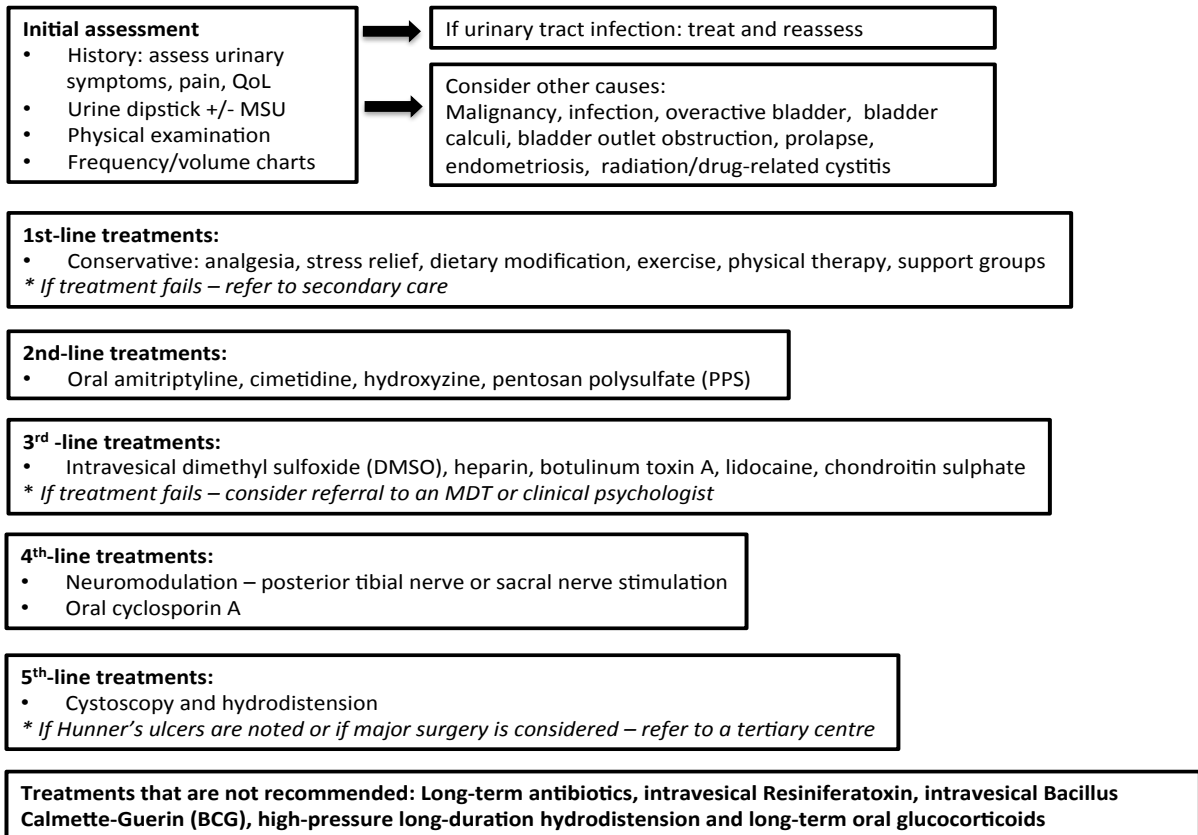 Initial assessment
• History: assess urinary
symptoms, pain, QoL
• Urine dipstick +/- MSU
• Physical examination
• Frequency/volume charts
If urinary tract infection: treat and reassess
Consider other causes:
Malignancy, infection, overactive bladder, bladder
calculi, bladder outlet obstruction, prolapse,
endometriosis, radiation/drug-related cystitis
1st-line treatments:
• Conservative: analgesia, stress relief, dietary modification, exercise, physical therapy, support groups
* If treatment fails – refer to secondary care
2nd-line treatments:
• Oral amitriptyline, cimetidine, hydroxyzine, pentosan polysulfate (PPS)
3rd -line treatments:
• Intravesical dimethyl sulfoxide (DMSO), heparin, botulinum toxin A, lidocaine, chondroitin sulphate
* If treatment fails – consider referral to an MDT or clinical psychologist
4th-line treatments:
• Neuromodulation – posterior tibial nerve or sacral nerve stimulation
• Oral cyclosporin A
5th-line treatments:
• Cystoscopy and hydrodistension
* If Hunner’s ulcers are noted or if major surgery is considered – refer to a tertiary centre
Treatments that are not recommended: Long-term antibiotics, intravesical Resiniferatoxin, intravesical Bacillus
Calmette-Guerin (BCG), high-pressure long-duration hydrodistension and long-term oral glucocorticoids